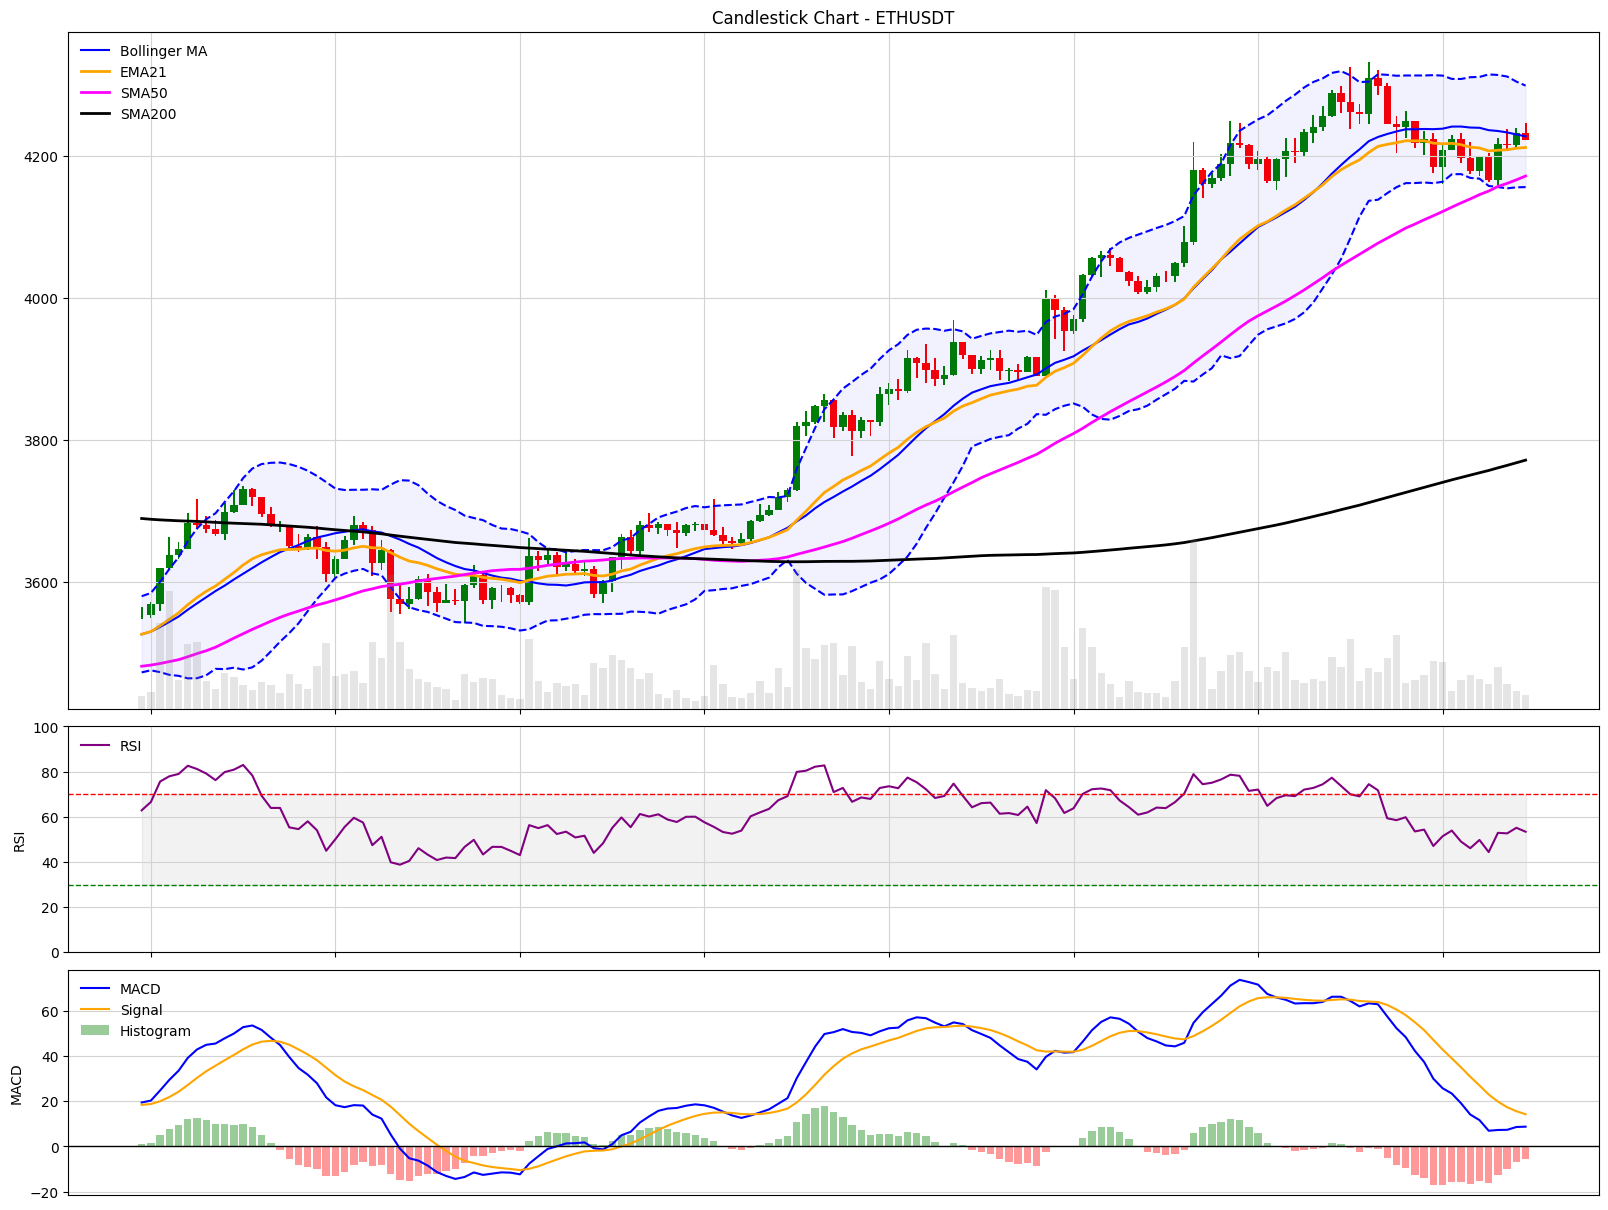 Candlestick Chart - ETHUSDT
Bollinger MA
EMA21
SMA50
SMA200
4200
4000
3800
3600
RSI
100
80
60
40
20
0
RSI
MACD
Signal
Histogram
60
40
20
0
−20
MACD